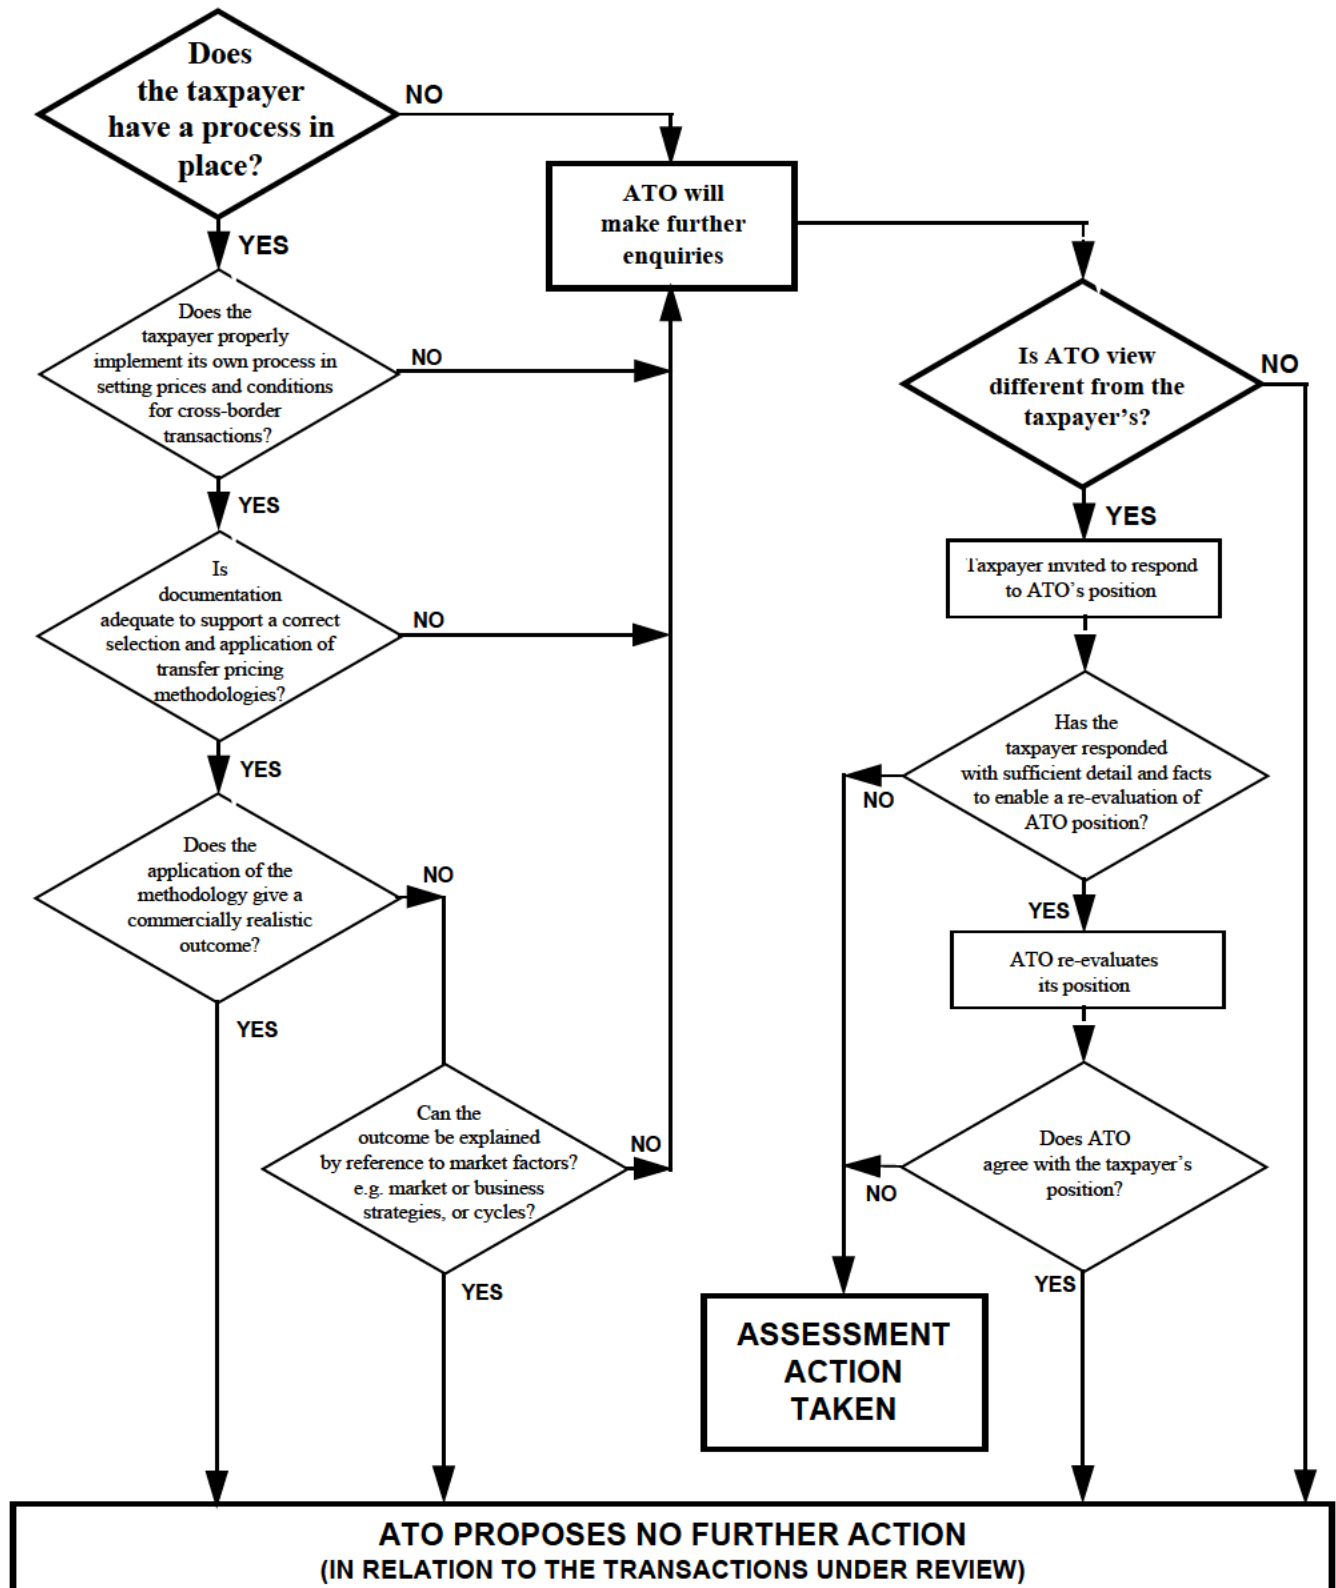 Does
the taxpayer
have a process in
place?
NO
YES
ATO will
make further
enquiries
Does the
taxpayer properly
implement its own process in
setting prices and conditions
for cross-border
transactions?
NO
YES
Is ATO view
different from the
taxpayer's?
NO
YES
Is
documentation
adequate to support a correct
selection and application of
transfer pricing
methodologies?
NO
YES
Taxpayer invited to respond
to ATO's position
Has the
taxpayer responded
with sufficient detail and facts
to enable a re-evaluation of
ATO position?
NO
YES
Does the
application of the
methodology give a
commercially realistic
outcome?
NO
YES
ATO re-evaluates
its position
Can the
outcome be explained
by reference to market factors?
e.g. market or business
strategies, or cycles?
NO
YES
Does ATO
agree with the taxpayer's
position?
NO
YES
ASSESSMENT
ACTION
TAKEN
ATO PROPOSES NO FURTHER ACTION
(IN RELATION TO THE TRANSACTIONS UNDER REVIEW)